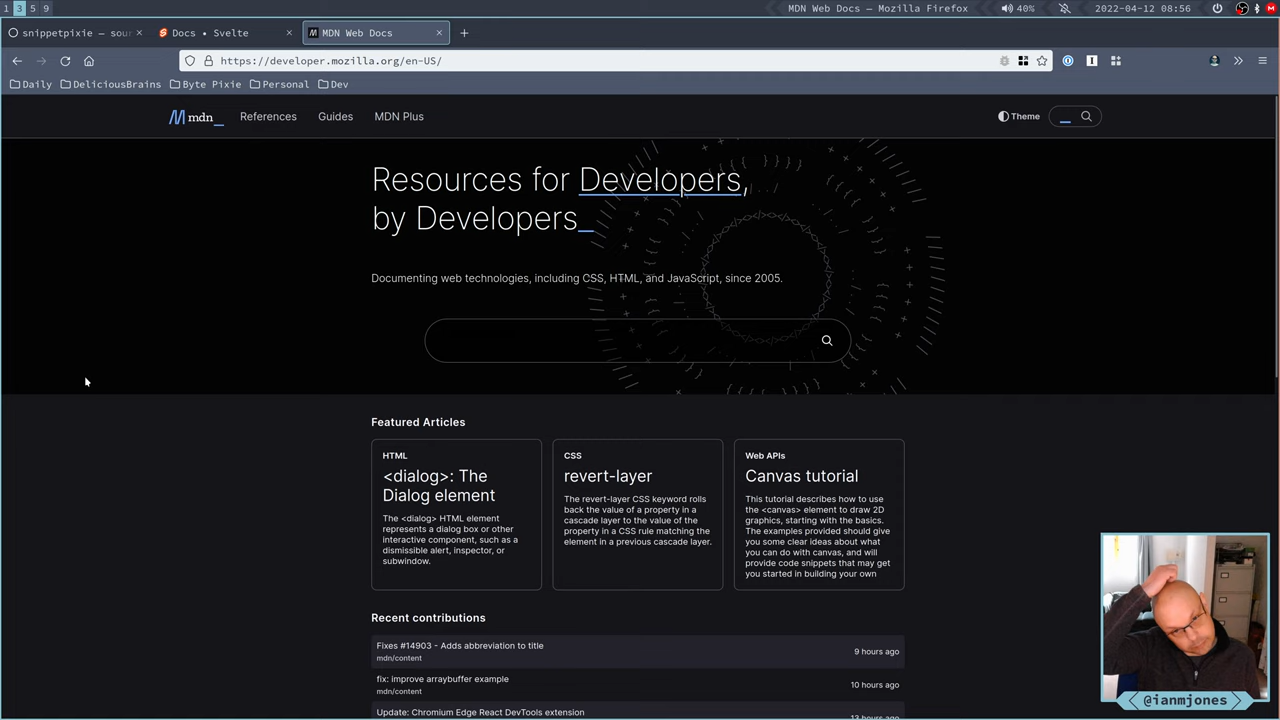 1 3 5 9
MDN Web Docs — Mozilla Firefox
40%
2022-04-12 08:56
snippetpixie — sour
Docs • Svelte
MDN Web Docs
https://developer.mozilla.org/en-US/
Daily
DeliciousBrains
Byte Pixie
Personal
Dev
mdn_
References
Guides
MDN Plus
Theme
Resources for Developers,
by Developers_
Documenting web technologies, including CSS, HTML, and JavaScript, since 2005.
Featured Articles
HTML
<dialog>: The
Dialog element
The <dialog> HTML element
represents a dialog box or other
interactive component, such as a
dismissible alert, inspector, or
subwindow.
CSS
revert-layer
The revert-layer CSS keyword rolls
back the value of a property in a
cascade layer to the value of the
property in a CSS rule matching the
element in a previous cascade layer.
Web APIs
Canvas tutorial
This tutorial describes how to use
the <canvas> element to draw 2D
graphics, starting with the basics.
The examples provided should give
you some clear ideas about what
you can do with canvas, and will
provide code snippets that may get
you started in building your own
Recent contributions
Fixes #14903 - Adds abbreviation to title
mdn/content
9 hours ago
fix: improve arraybuffer example
mdn/content
10 hours ago
Update: Chromium Edge React DevTools extension
13 hours ago
@ianmjones